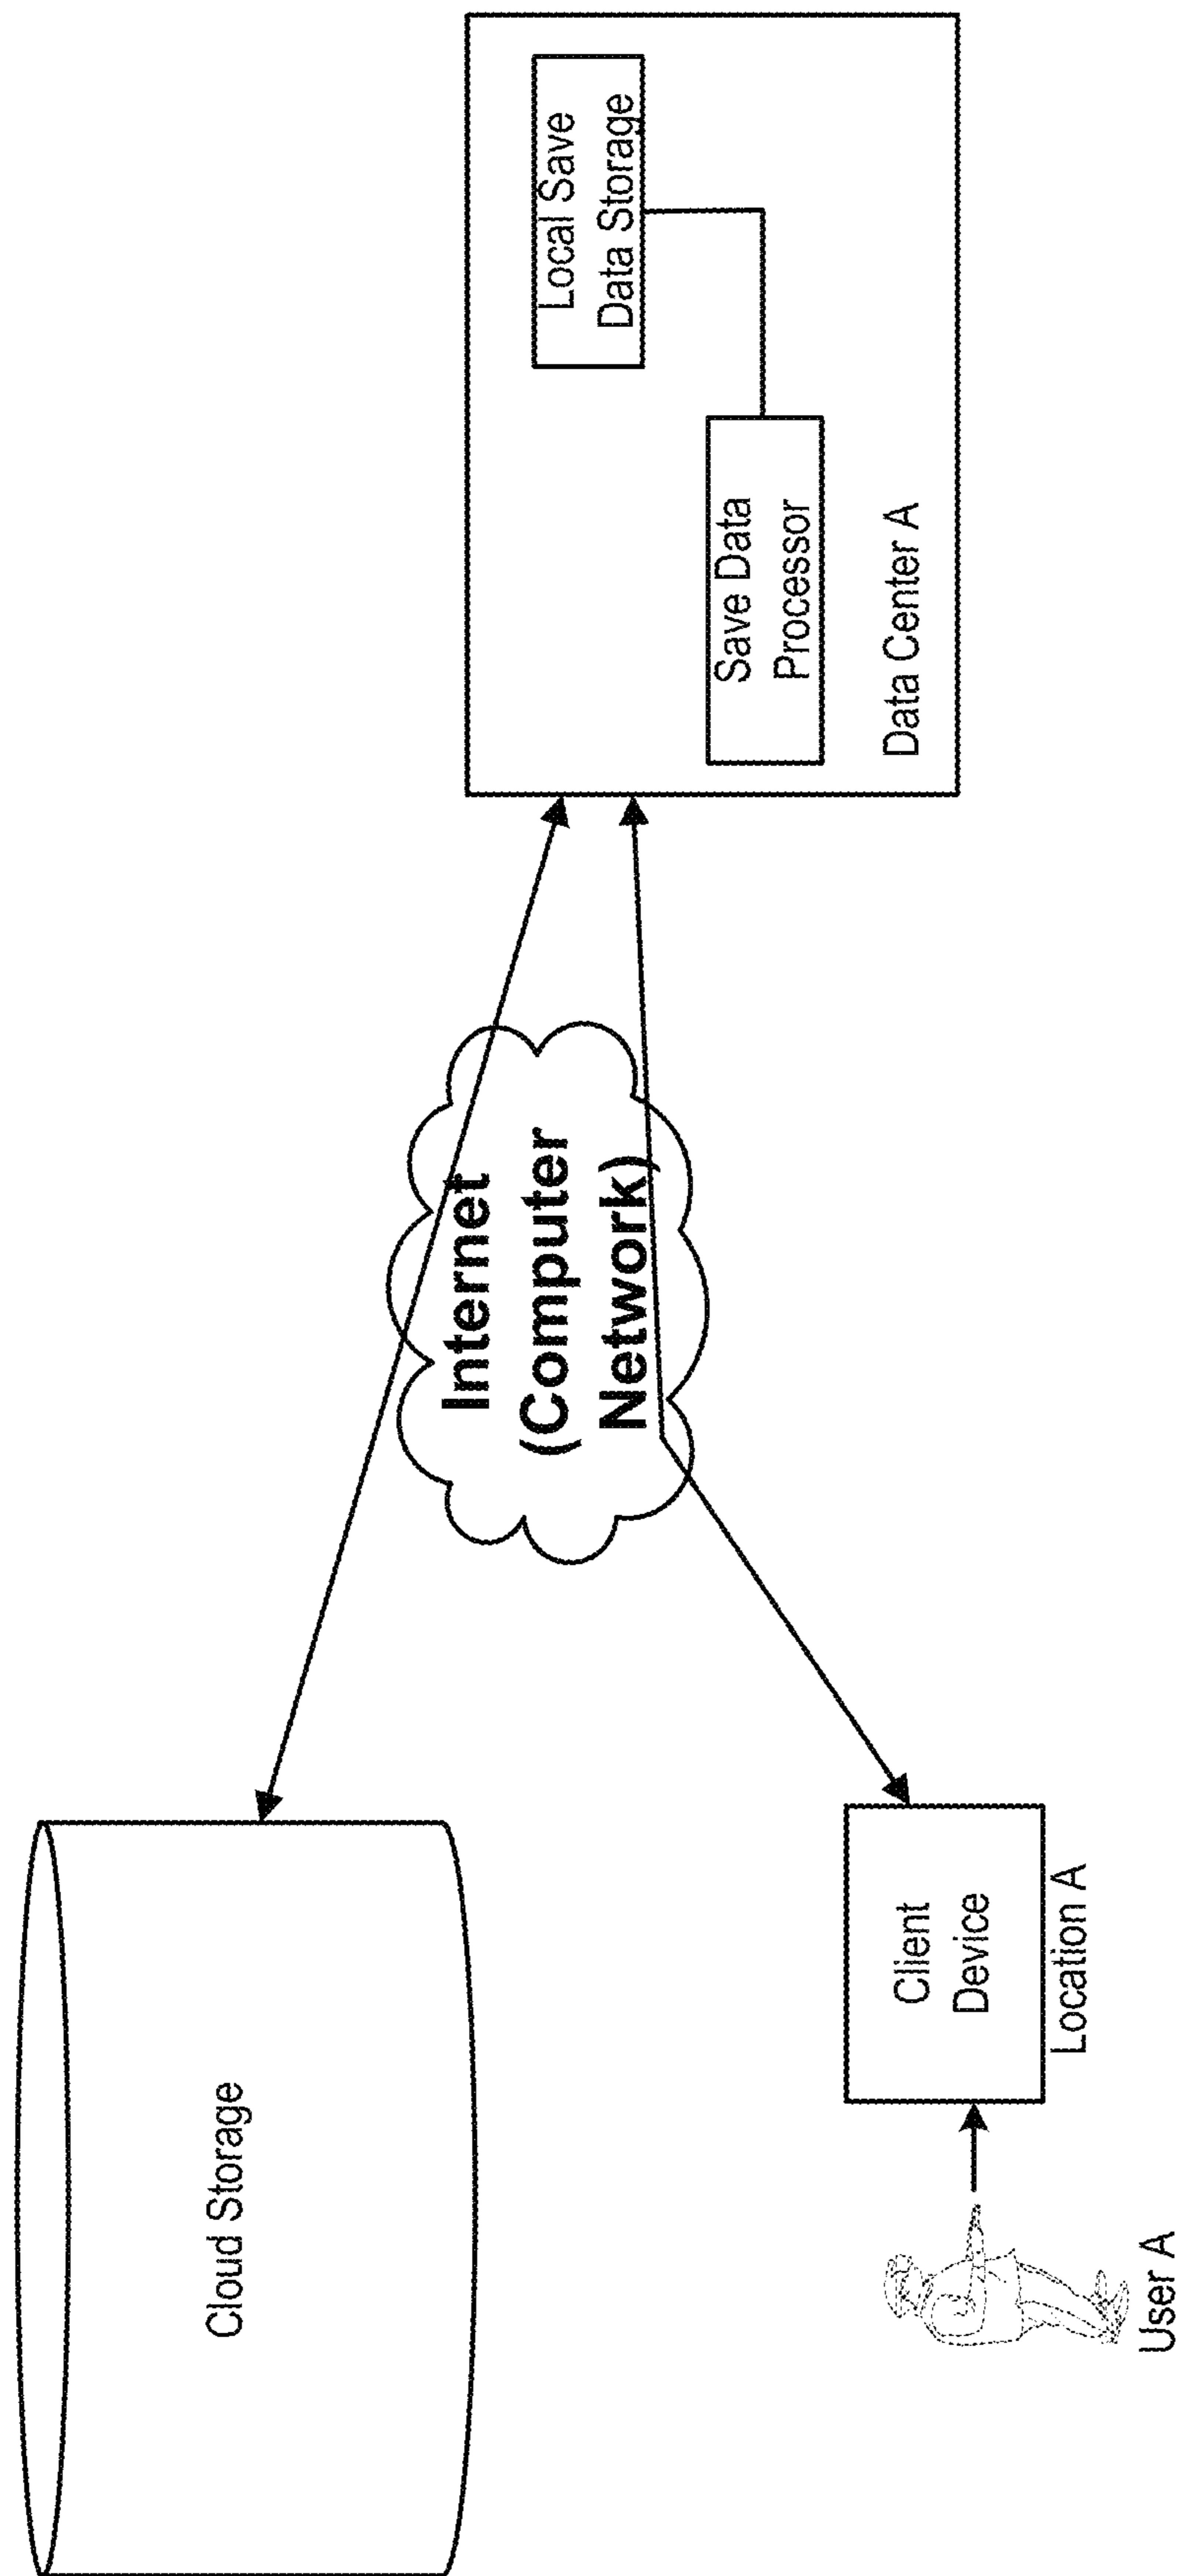 Cloud Storage
Local Save
Data Storage
Internet
(Computer
Network)
Save Data
Processor
Data Center A
Client
Device
Location A
User A